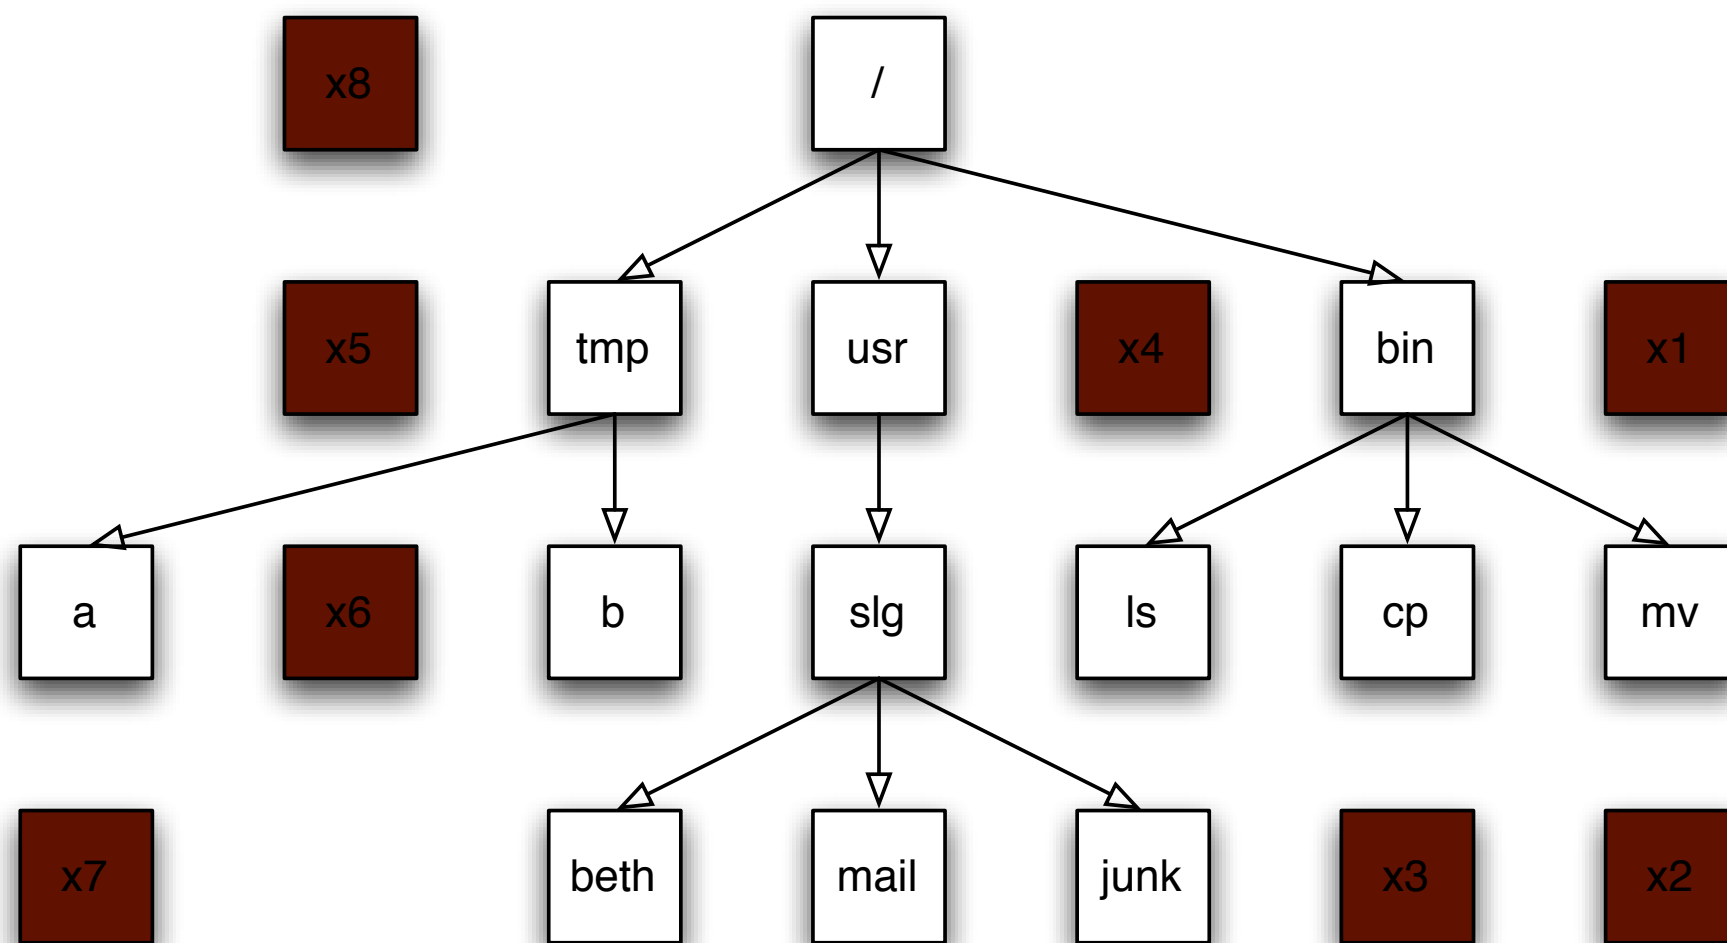 x8
/
x5
tmp
usr
x4
bin
x1
a
x6
b
slg
ls
cp
mv
x7
beth
mail
junk
x3
x2